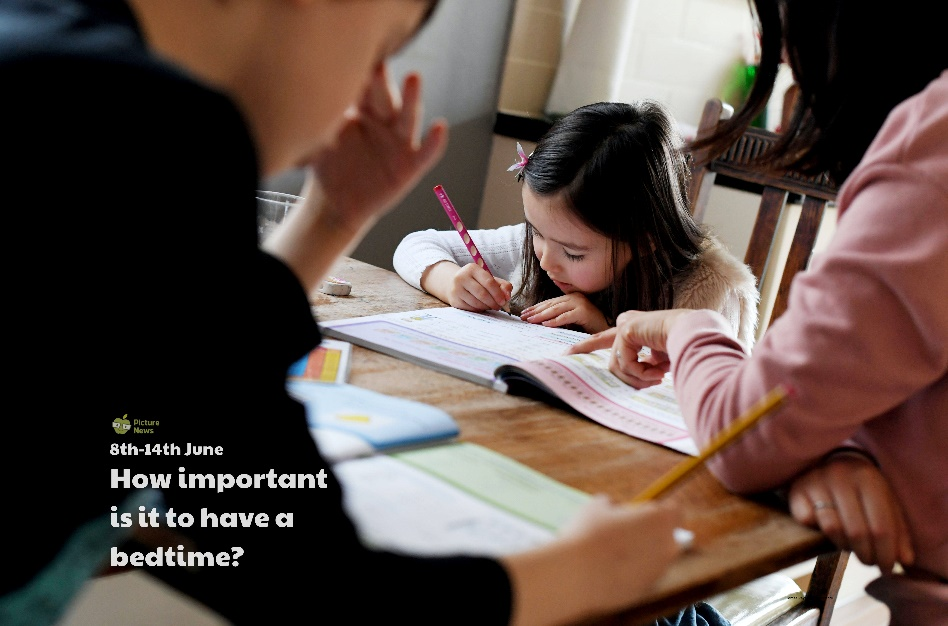 Picture
News
8th-14th June
How important
is it to have a
bedtime?